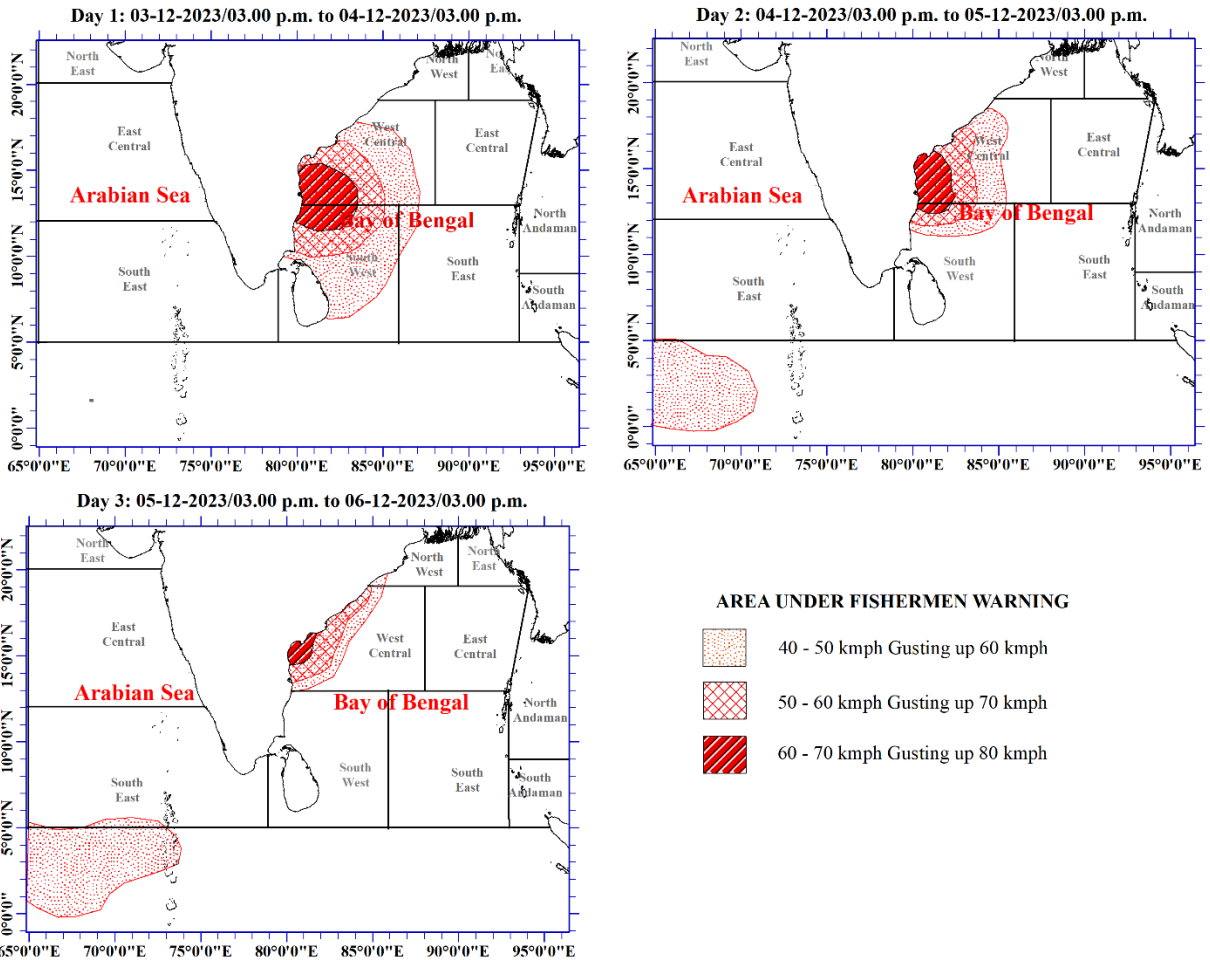 Day 1: 03-12-2023/03.00 p.m. to 04-12-2023/03.00 p.m.
North
East
North
West
East
Central
West
Central
East
Central
Arabian Sea
Bay of Bengal
North
Andaman
South
East
South
West
South
East
South
Andaman
20°0'0"N
15°0'0"N
10°0'0"N
5°0'0"N
0°0'0"
65°0'0"E 70°0'0"E 75°0'0"E 80°0'0"E 85°0'0"E 90°0'0"E 95°0'0"E
Day 2: 04-12-2023/03.00 p.m. to 05-12-2023/03.00 p.m.
North
East
North
West
East
Central
West
Central
East
Central
Arabian Sea
Bay of Bengal
North
Andaman
South
East
South
West
South
East
South
Andaman
20°0'0"N
15°0'0"N
10°0'0"N
5°0'0"N
0°0'0"
65°0'0"E 70°0'0"E 75°0'0"E 80°0'0"E 85°0'0"E 90°0'0"E 95°0'0"E
Day 3: 05-12-2023/03.00 p.m. to 06-12-2023/03.00 p.m.
North
East
North
West
North
East
East
Central
West
Central
East
Central
Arabian Sea
Bay of Bengal
North
Andaman
South
East
South
West
South
East
South
Andaman
20°0'0"N
15°0'0"N
10°0'0"N
5°0'0"N
0°0'0"
65°0'0"E 70°0'0"E 75°0'0"E 80°0'0"E 85°0'0"E 90°0'0"E 95°0'0"E
AREA UNDER FISHERMEN WARNING
40 - 50 kmph Gusting up 60 kmph
50 - 60 kmph Gusting up 70 kmph
60 - 70 kmph Gusting up 80 kmph